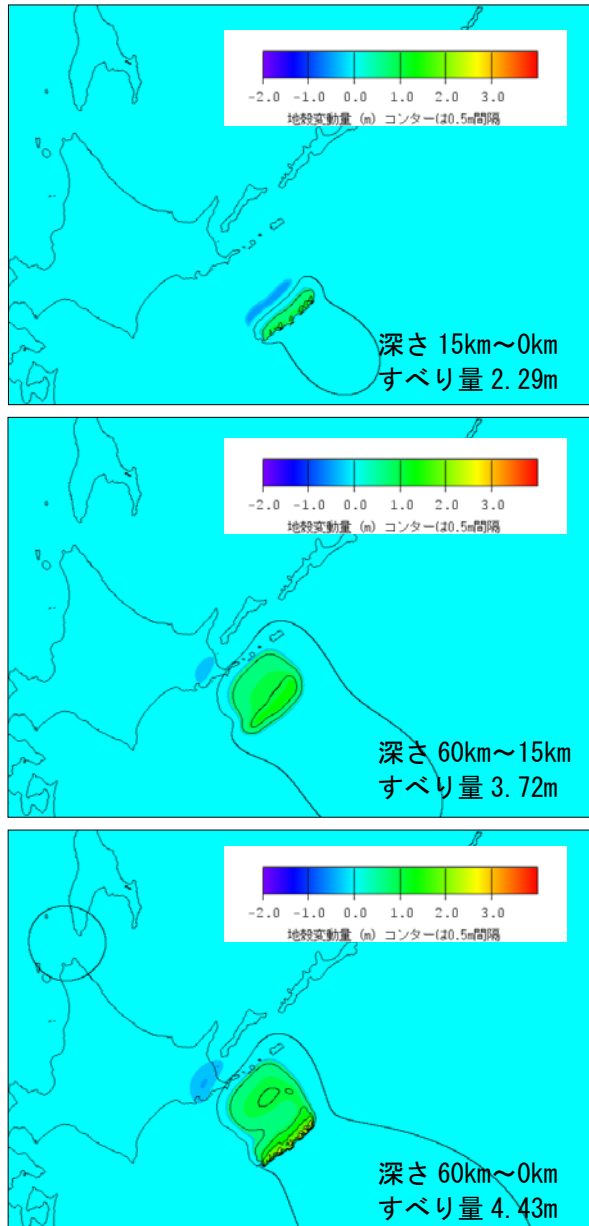 -2.0 -1.0 0.0 1.0 2.0 3.0
地殻変動量 (m) コンターは0.5m間隔
深さ 15km～0km
すべり量 2.29m
-2.0 -1.0 0.0 1.0 2.0 3.0
地殻変動量 (m) コンターは0.5m間隔
深さ 60km～15km
すべり量 3.72m
-2.0 -1.0 0.0 1.0 2.0 3.0
地殻変動量 (m) コンターは0.5m間隔
深さ 60km～0km
すべり量 4.43m